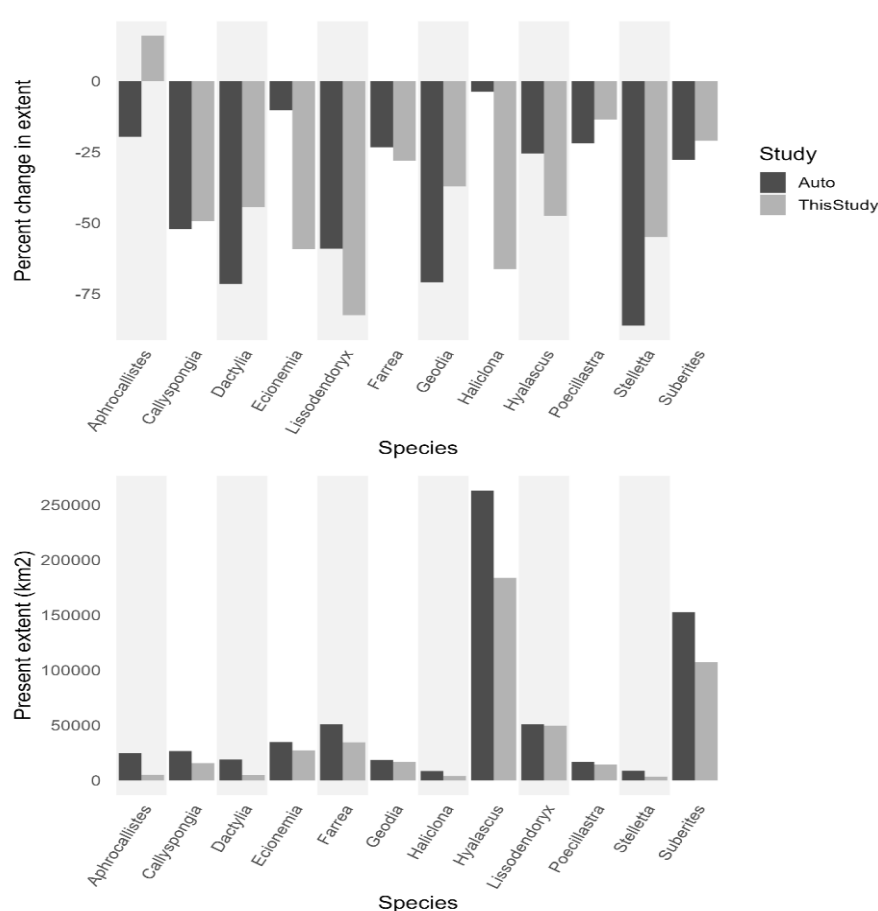 Percent change in extent
0
-25
-50
-75
Aphrocallistes
Callyspongia
Dactylia
Ecionemia
Lissodendoryx
Farrea
Geodia
Haliclona
Hyalascus
Poecillastra
Stelletta
Suberites
Species
Study
Auto
ThisStudy
Present extent (km2)
250000
200000
150000
100000
50000
0
Aphrocallistes
Callyspongia
Dactylia
Ecionemia
Farrea
Geodia
Haliclona
Hyalascus
Lissodendoryx
Poecillastra
Stelletta
Suberites
Species